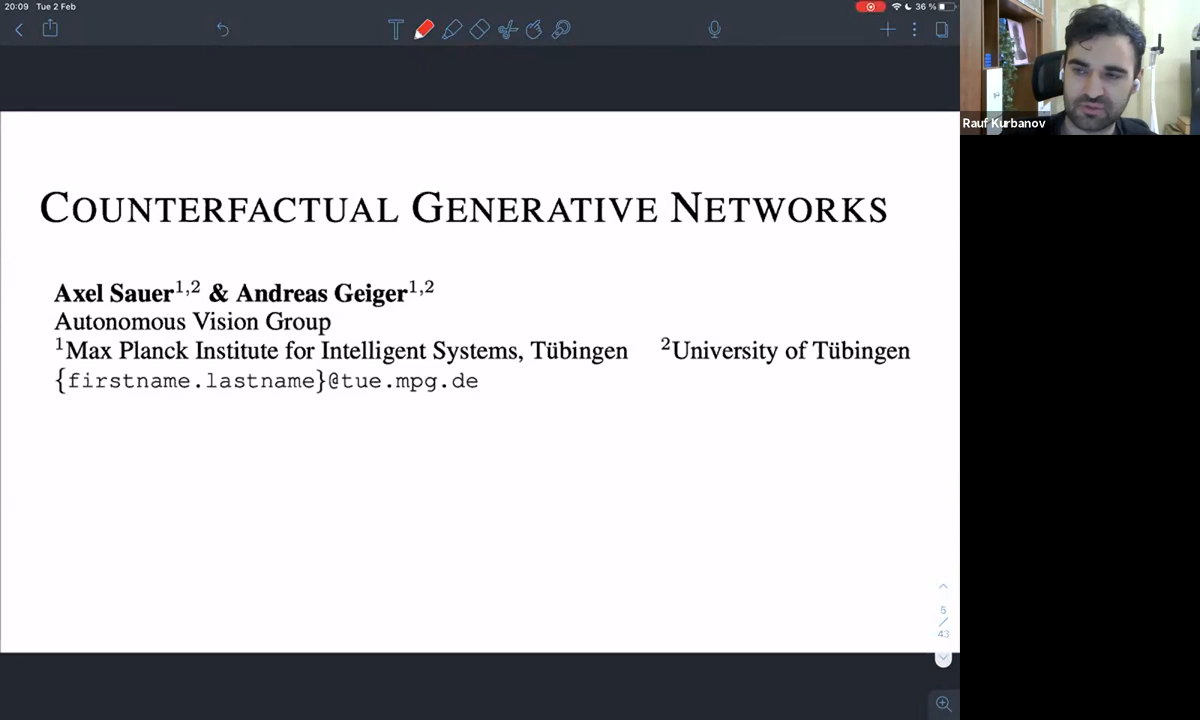 20:09 Tue 2 Feb
36 %
T
Rauf Kurbanov
COUNTERFACTUAL GENERATIVE NETWORKS
Axel Sauer1,2 & Andreas Geiger1,2
Autonomous Vision Group
1Max Planck Institute for Intelligent Systems, Tübingen 2University of Tübingen
{firstname.lastname}@tue.mpg.de
5
/
43